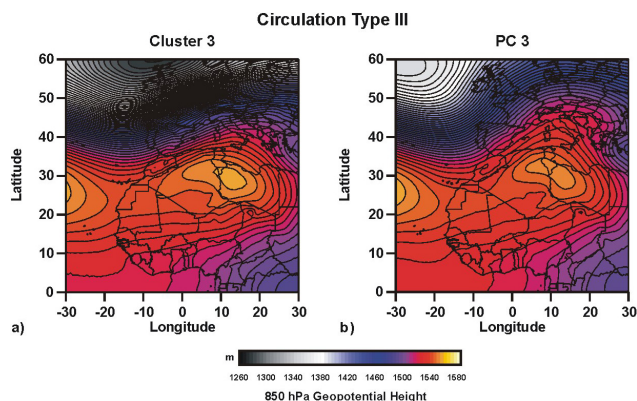 Circulation Type III
Cluster 3
PC 3
60
50
40
30
20
10
0
Latitude
-30 -20 -10 0 10 20 30
Longitude
a)
60
50
40
30
20
10
0
Latitude
-30 -20 -10 0 10 20 30
Longitude
b)
m
1260 1300 1340 1380 1420 1460 1500 1540 1580
850 hPa Geopotential Height